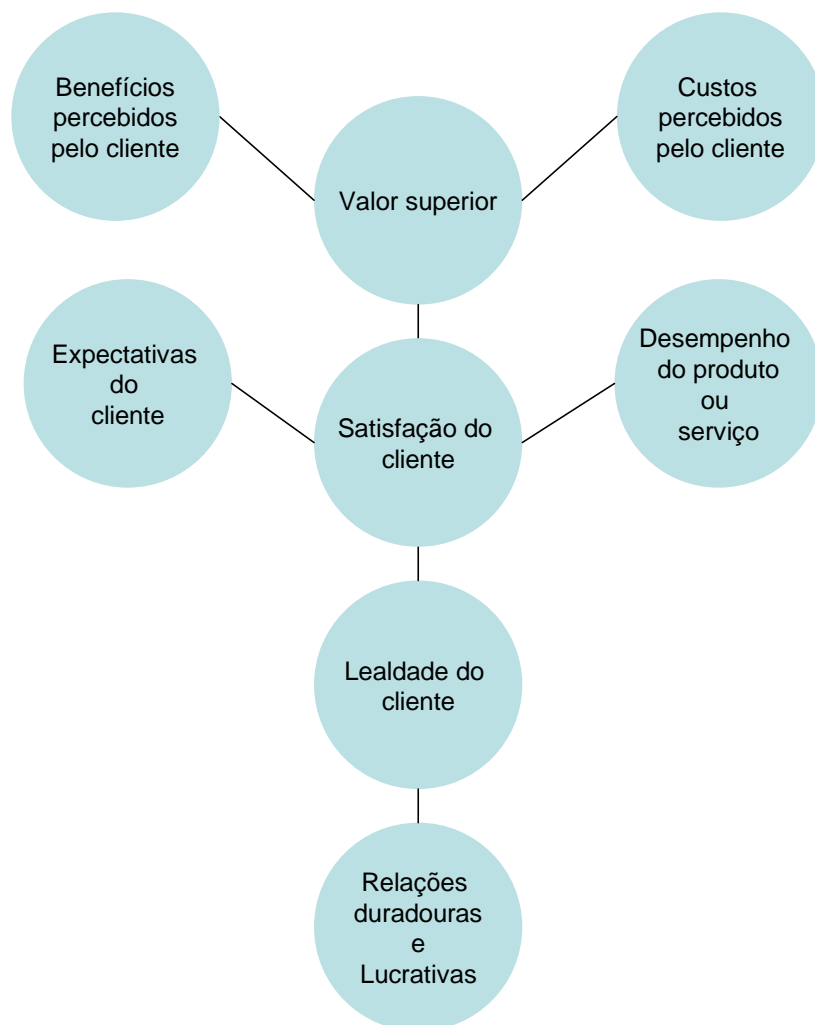 Benefícios
percebidos
pelo cliente
Custos
percebidos
pelo cliente
Valor superior
Expectativas
do
cliente
Desempenho
do produto
ou
serviço
Satisfação do
cliente
Lealdade do
cliente
Relações
duradouras
e
Lucrativas